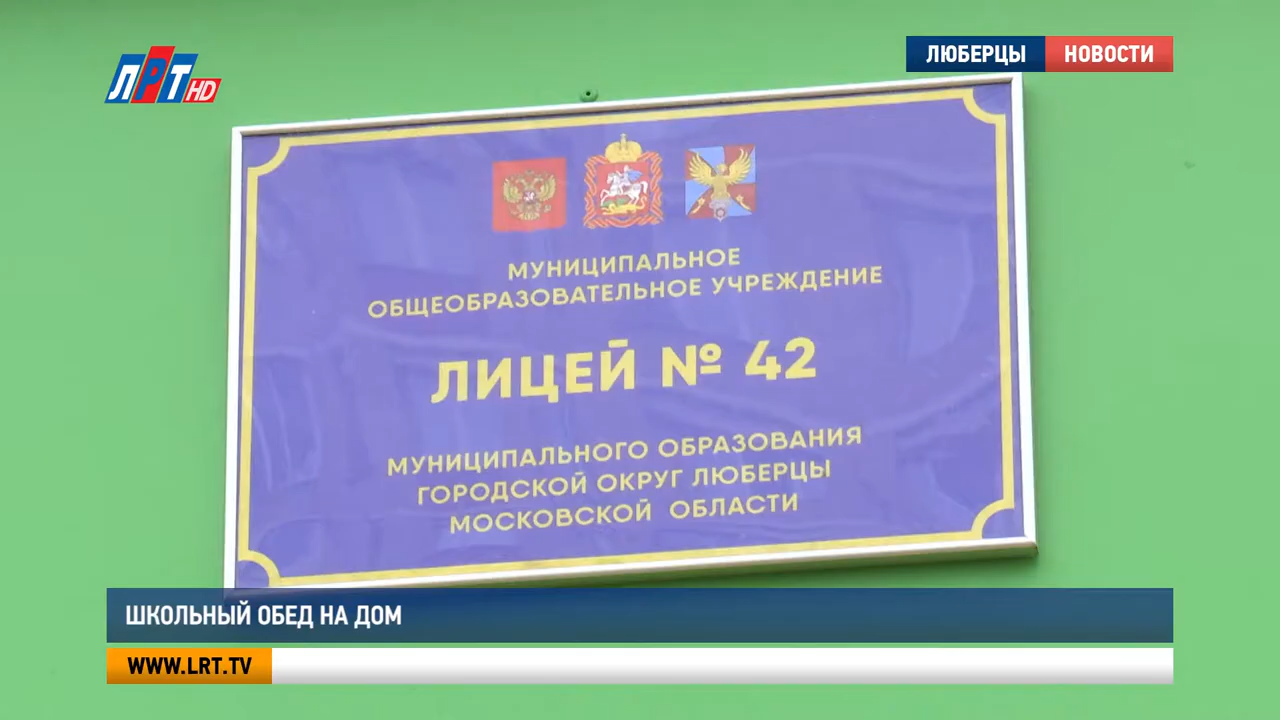 ЛРТ HD
ЛЮБЕРЦЫ НОВОСТИ
МУНИЦИПАЛЬНОЕ
ОБЩЕОБРАЗОВАТЕЛЬНОЕ УЧРЕЖДЕНИЕ
ЛИЦЕЙ № 42
МУНИЦИПАЛЬНОГО ОБРАЗОВАНИЯ
ГОРОДСКОЙ ОКРУГ ЛЮБЕРЦЫ
МОСКОВСКОЙ ОБЛАСТИ
ШКОЛЬНЫЙ ОБЕД НА ДОМ
WWW.LRT.TV